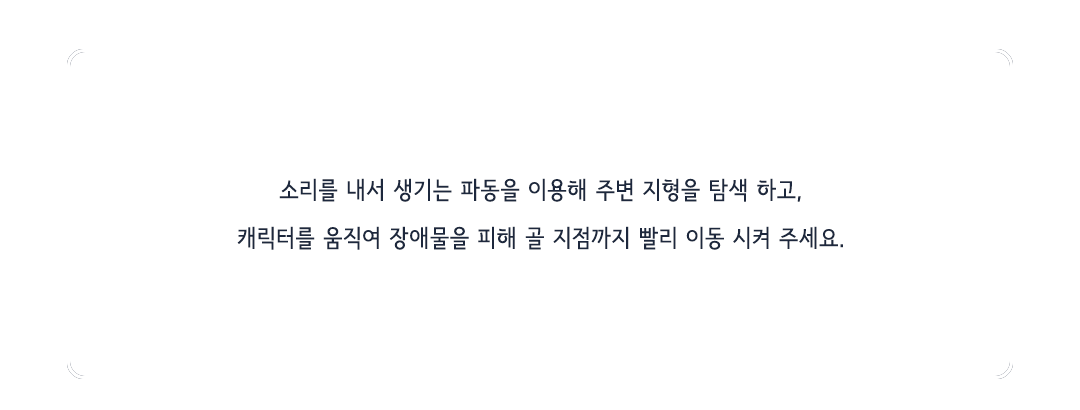 소리를 내서 생기는 파동을 이용해 주변 지형을 탐색 하고,
캐릭터를 움직여 장애물을 피해 골 지점까지 빨리 이동 시켜 주세요.